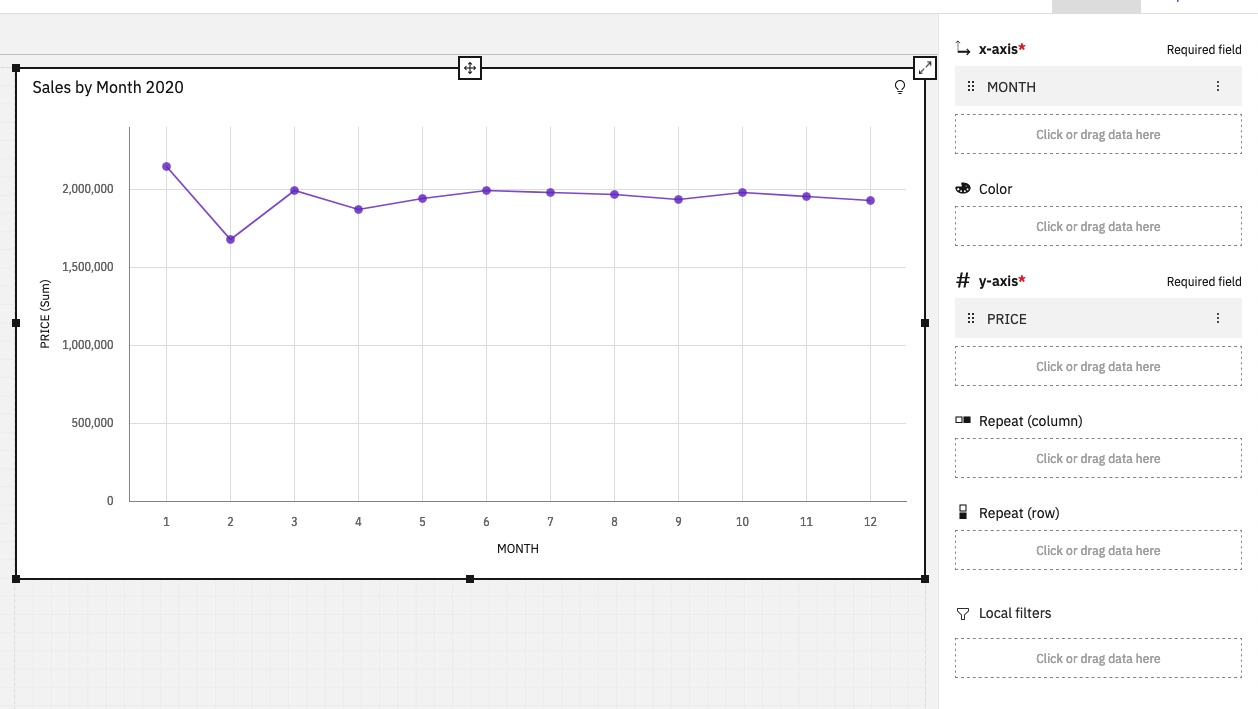 Sales by Month 2020
2,000,000
1,500,000
1,000,000
500,000
0
PRICE (Sum)
1 2 3 4 5 6 7 8 9 10 11 12
MONTH
x-axis* Required field
MONTH
Click or drag data here
Color
Click or drag data here
# y-axis* Required field
PRICE
Click or drag data here
Repeat (column)
Click or drag data here
Repeat (row)
Click or drag data here
Local filters
Click or drag data here